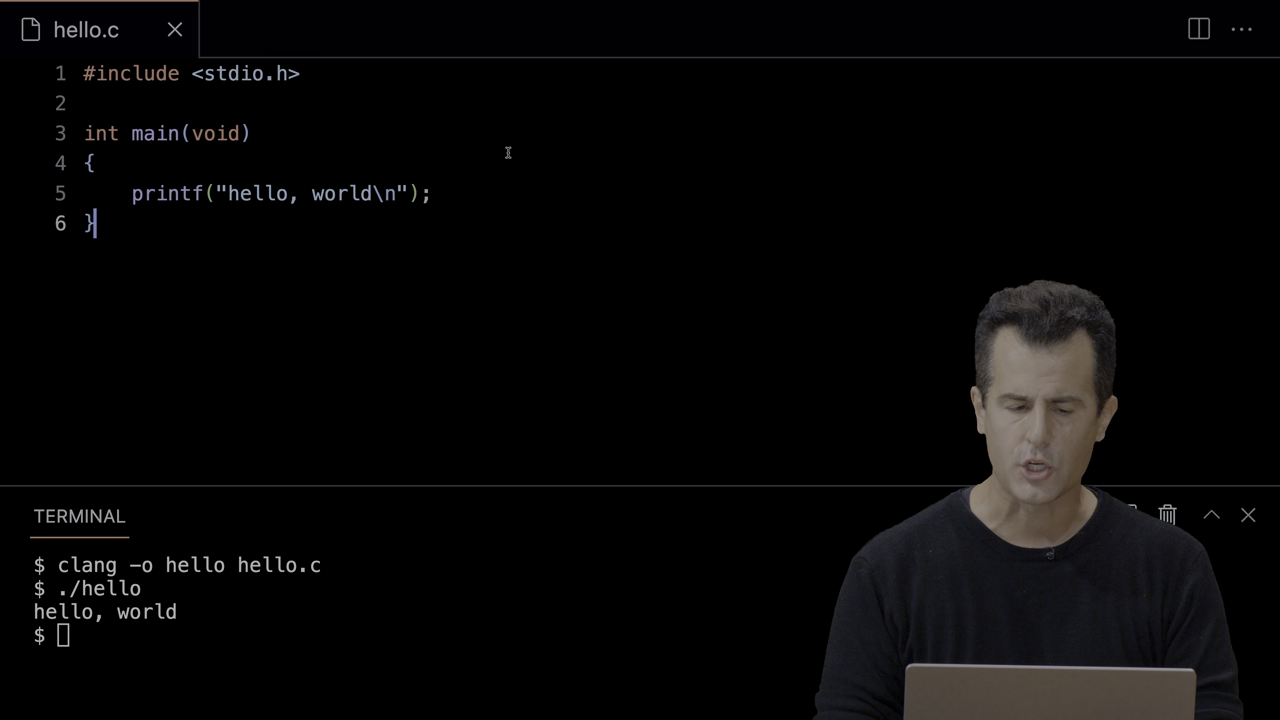 hello.c
1 #include <stdio.h>
2
3 int main(void)
4 {
5     printf("hello, world\n");
6 }
TERMINAL
$ clang -o hello hello.c
$ ./hello
hello, world
$